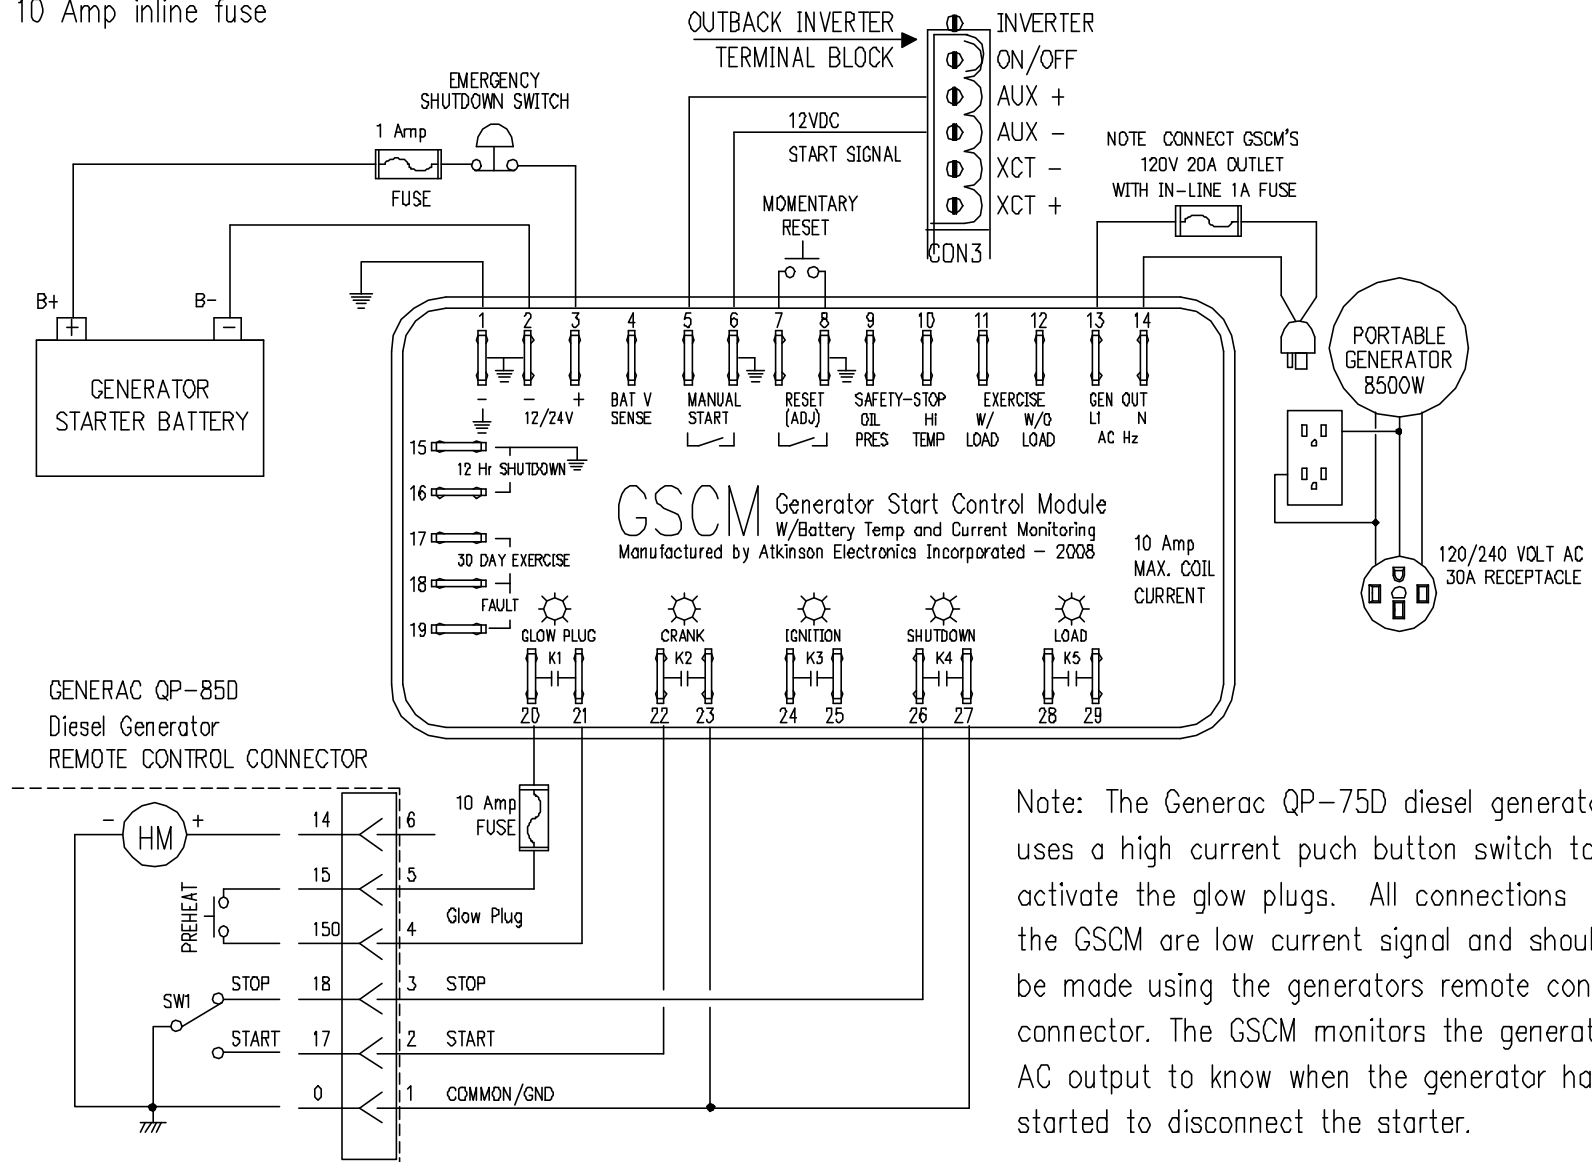 10 Amp inline fuse
OUTBACK INVERTER
TERMINAL BLOCK
INVERTER
ON/OFF
AUX +
AUX -
XCT -
XCT +
CON3
EMERGENCY
SHUTDOWN SWITCH
1 Amp
FUSE
12VDC
START SIGNAL
MOMENTARY
RESET
NOTE CONNECT GSCM'S
120V 20A OUTLET
WITH IN-LINE 1A FUSE
B+
B-
+
-
GENERATOR
STARTER BATTERY
PORTABLE
GENERATOR
8500W
120/240 VOLT AC
30A RECEPTACLE
1 2 3 4 5 6 7 8 9 10 11 12 13 14
- - +
12/24V
BAT V
SENSE
MANUAL
START
RESET
(ADJ)
SAFETY-STOP
OIL
PRES
HI
TEMP
EXERCISE
W/
LOAD
W/O
LOAD
GEN OUT
L1 N
AC Hz
15
12 Hr SHUTDOWN
16
17
30 DAY EXERCISE
18
FAULT
19
GSCM Generator Start Control Module
W/Battery Temp and Current Monitoring
Manufactured by Atkinson Electronics Incorporated - 2008
10 Amp
MAX. COIL
CURRENT
GLOW PLUG CRANK IGNITION SHUTDOWN LOAD
K1 K2 K3 K4 K5
20 21 22 23 24 25 26 27 28 29
GENERAC QP-85D
Diesel Generator
REMOTE CONTROL CONNECTOR
10 Amp
FUSE
- HM + 14 6
PREHEAT
15 5
Glow Plug
150 4
STOP 18 3 STOP
SW1
START 17 2 START
0 1 COMMON/GND
Note: The Generac QP-75D diesel generat
uses a high current puch button switch to
activate the glow plugs. All connections
the GSCM are low current signal and shoul
be made using the generators remote con
connector. The GSCM monitors the generat
AC output to know when the generator ha
started to disconnect the starter.